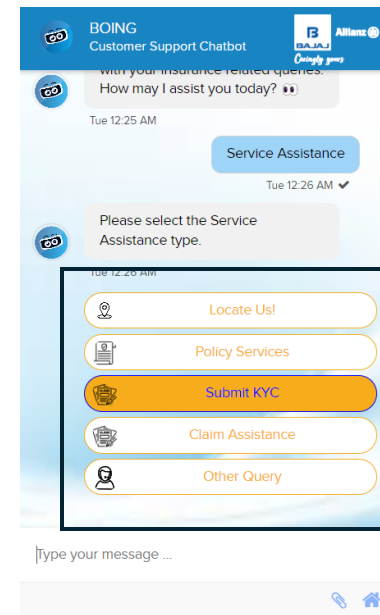 BOING
Customer Support Chatbot
B
BAJAJ
Allianz
Caringly yours
with your insurance related queries.
How may I assist you today? 👀
Tue 12:25 AM
Service Assistance
Tue 12:26 AM ✔
Please select the Service
Assistance type.
Tue 12:26 AM
Locate Us!
Policy Services
Submit KYC
Claim Assistance
Other Query
Type your message ...